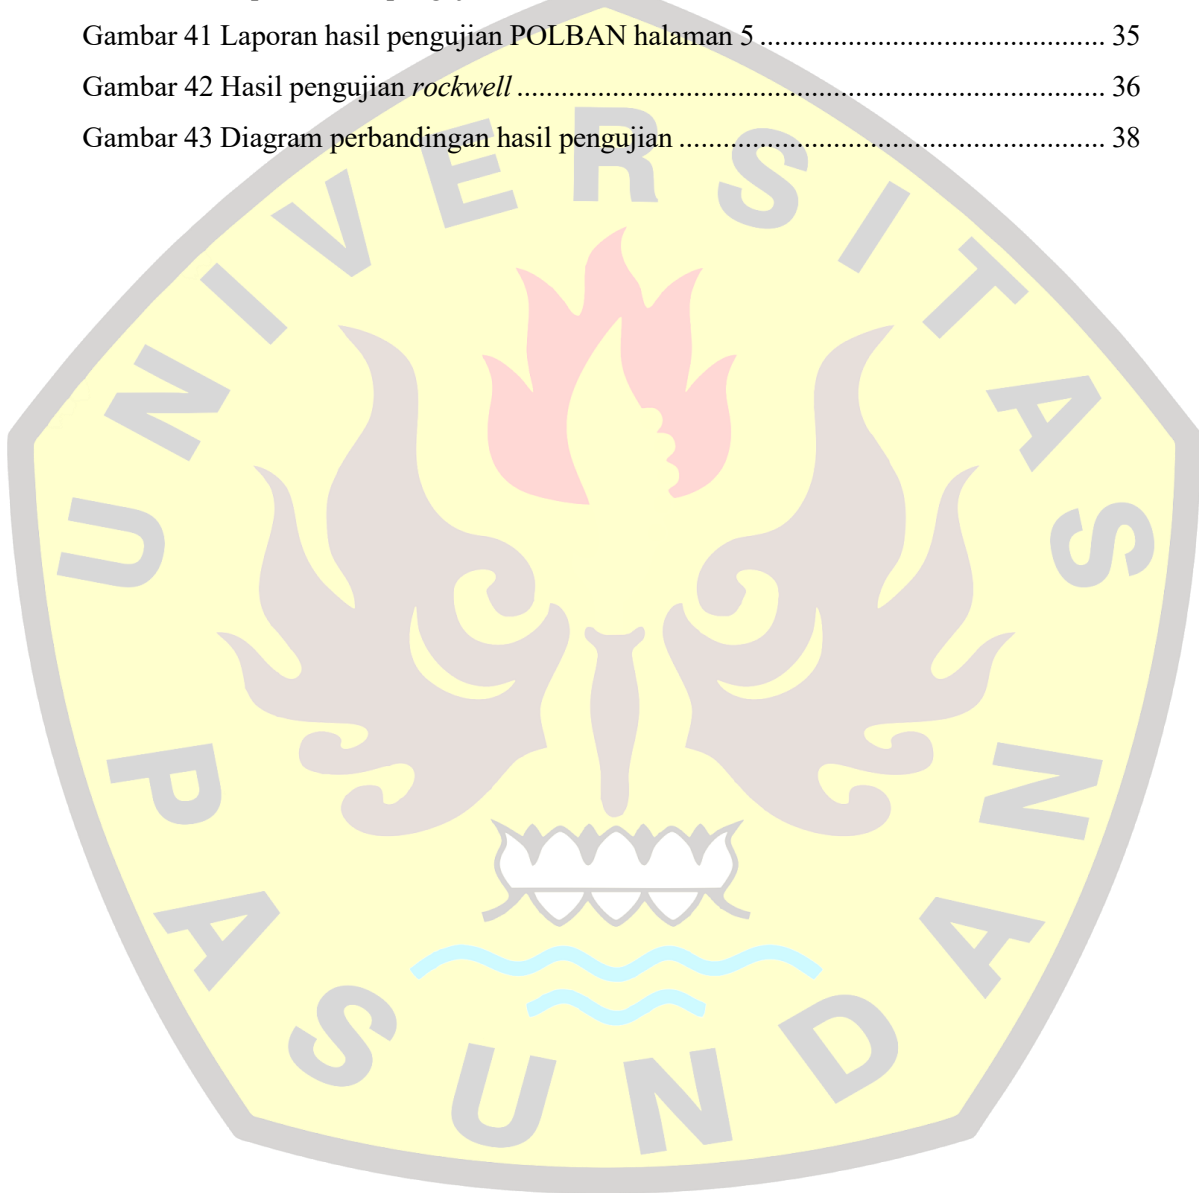 Gambar 41 Laporan hasil pengujian POLBAN halaman 5 ................................................ 35
Gambar 42 Hasil pengujian rockwell ................................................................................... 36
Gambar 43 Diagram perbandingan hasil pengujian ............................................................ 38
UNIVERSITAS
PASUNDAN